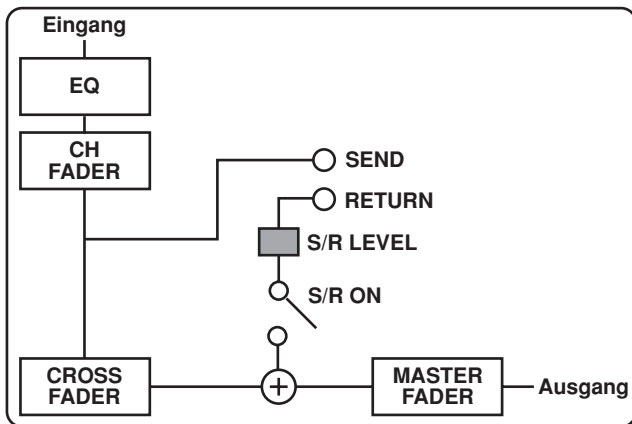 Eingang
EQ
CH
FADER
SEND
RETURN
S/R LEVEL
S/R ON
CROSS
FADER
+
MASTER
FADER
Ausgang